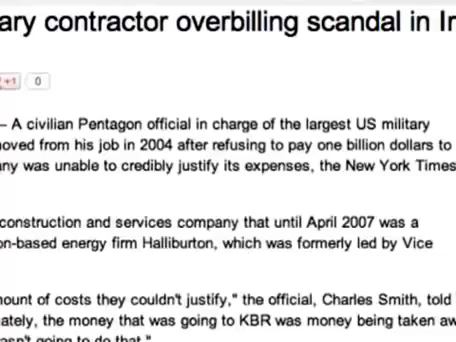 ary contractor overbilling scandal in Ir
+1 0
– A civilian Pentagon official in charge of the largest US military
oved from his job in 2004 after refusing to pay one billion dollars to
any was unable to credibly justify its expenses, the New York Times
construction and services company that until April 2007 was a
on-based energy firm Halliburton, which was formerly led by Vice
nount of costs they couldn't justify," the official, Charles Smith, told
ately, the money that was going to KBR was money being taken aw
asn't going to do that."